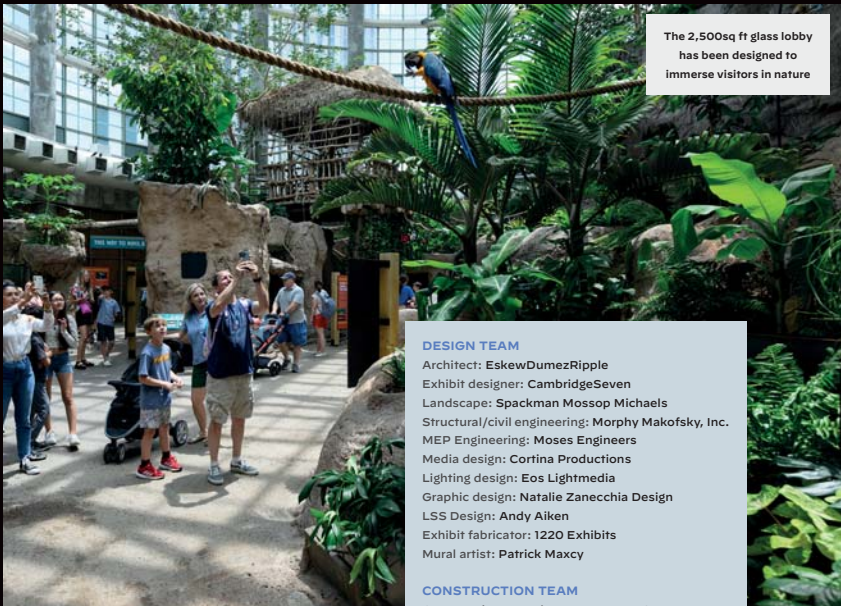 The 2,500sq ft glass lobby
has been designed to
immerse visitors in nature
DESIGN TEAM
Architect: EskewDumezRipple
Exhibit designer: CambridgeSeven
Landscape: Spackman Mossop Michaels
Structural/civil engineering: Morphy Makofsky, Inc.
MEP Engineering: Moses Engineers
Media design: Cortina Productions
Lighting design: Eos Lightmedia
Graphic design: Natalie Zanecchia Design
LSS Design: Andy Aiken
Exhibit fabricator: 1220 Exhibits
Mural artist: Patrick Maxcy
CONSTRUCTION TEAM